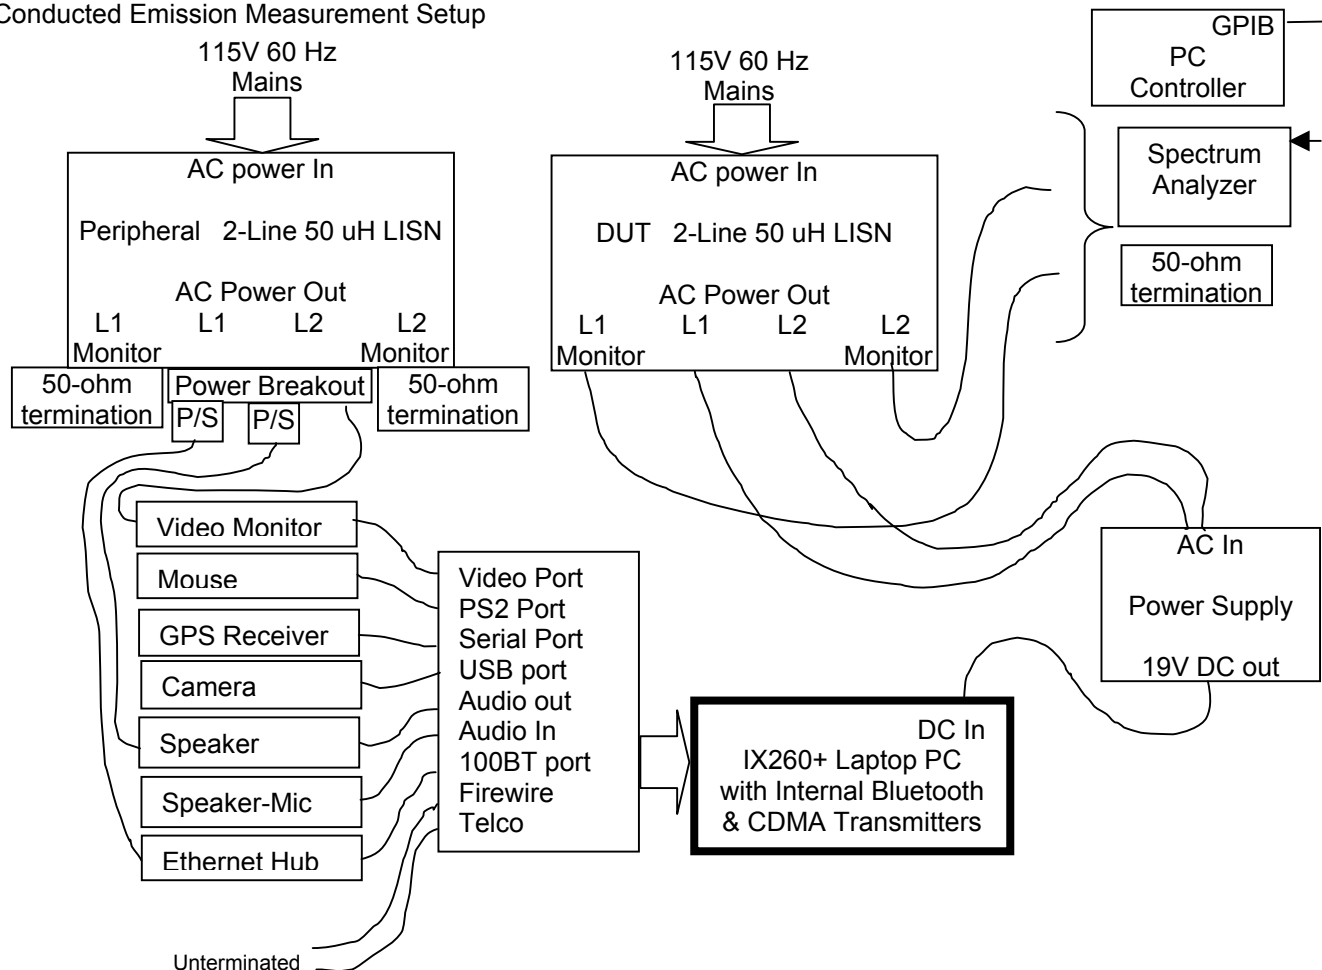 Conducted Emission Measurement Setup
115V 60 Hz
Mains
AC power In
Peripheral 2-Line 50 uH LISN
AC Power Out
L1 L1 L2 L2
Monitor Monitor
50-ohm
termination
Power Breakout
50-ohm
termination
P/S P/S
115V 60 Hz
Mains
AC power In
DUT 2-Line 50 uH LISN
AC Power Out
L1 L1 L2 L2
Monitor Monitor
GPIB
PC
Controller
Spectrum
Analyzer
50-ohm
termination
AC In
Power Supply
19V DC out
Video Monitor
Mouse
GPS Receiver
Camera
Speaker
Speaker-Mic
Ethernet Hub
Video Port
PS2 Port
Serial Port
USB port
Audio out
Audio In
100BT port
Firewire
Telco
DC In
IX260+ Laptop PC
with Internal Bluetooth
& CDMA Transmitters
Unterminated